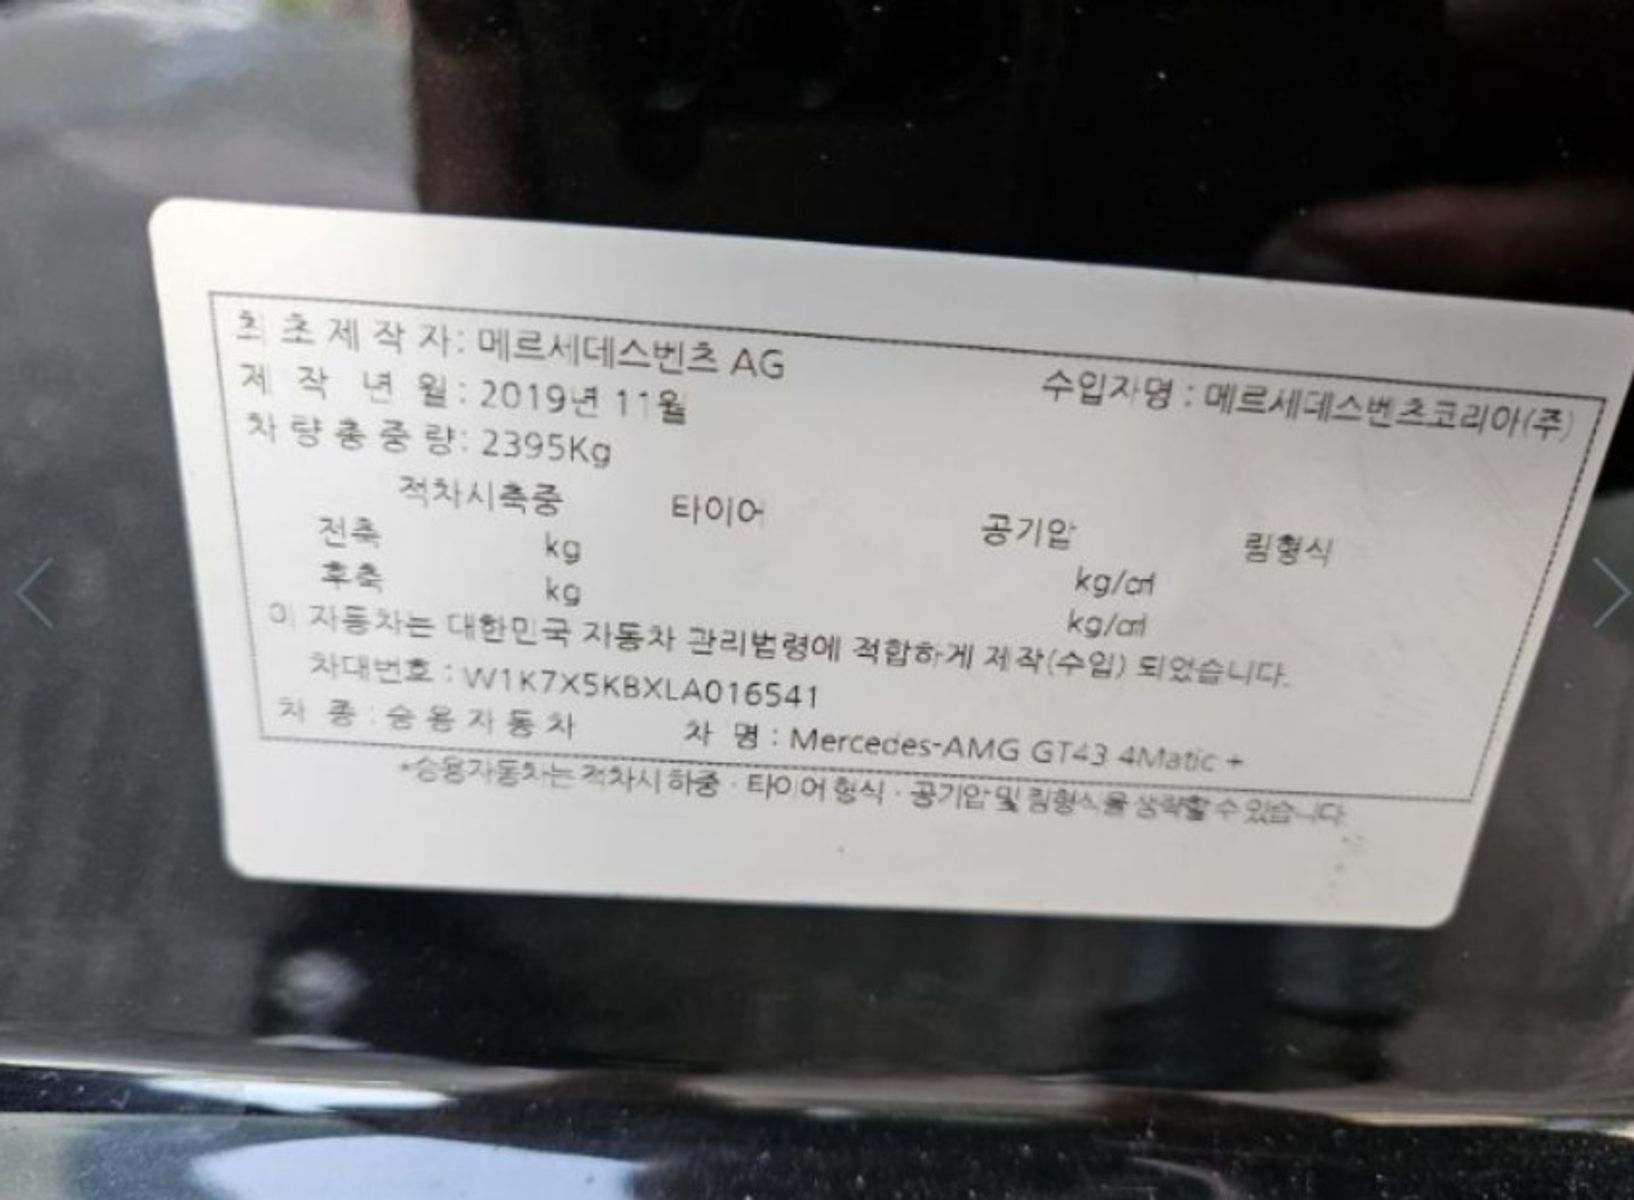 최초제작자: 메르세데스벤츠 AG 수입자명 : 메르세데스벤츠코리아(주)
제 작 년 월 : 2019년 11월
차량총중량: 2395Kg
적차시축중 타이어 공기압 림형식
전축 kg kg/㎠
후축 kg kg/㎠
이 자동차는 대한민국 자동차 관리법령에 적합하게 제작(수입) 되었습니다.
차대번호 : W1K7X5KBXLA016541
차 종 : 승용자동차 차 명 : Mercedes-AMG GT43 4Matic +
*승용자동차는 적차시 하중 · 타이어 형식 · 공기압 및 림형식을 생략할 수 있습니다.